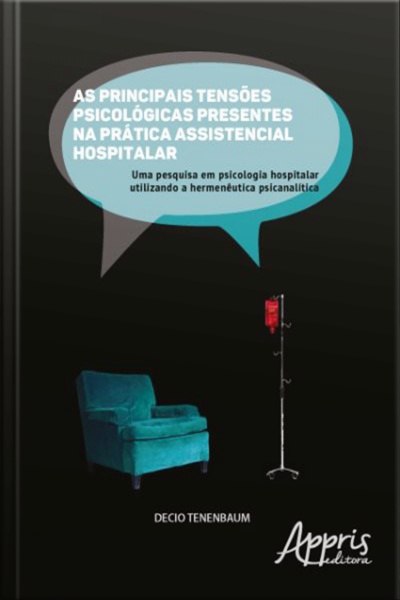 AS PRINCIPAIS TENSÕES
PSICOLÓGICAS PRESENTES
NA PRÁTICA ASSISTENCIAL
HOSPITALAR
Uma pesquisa em psicologia hospitalar
utilizando a hermenêutica psicanalítica
DECIO TENENBAUM
Appris
editora